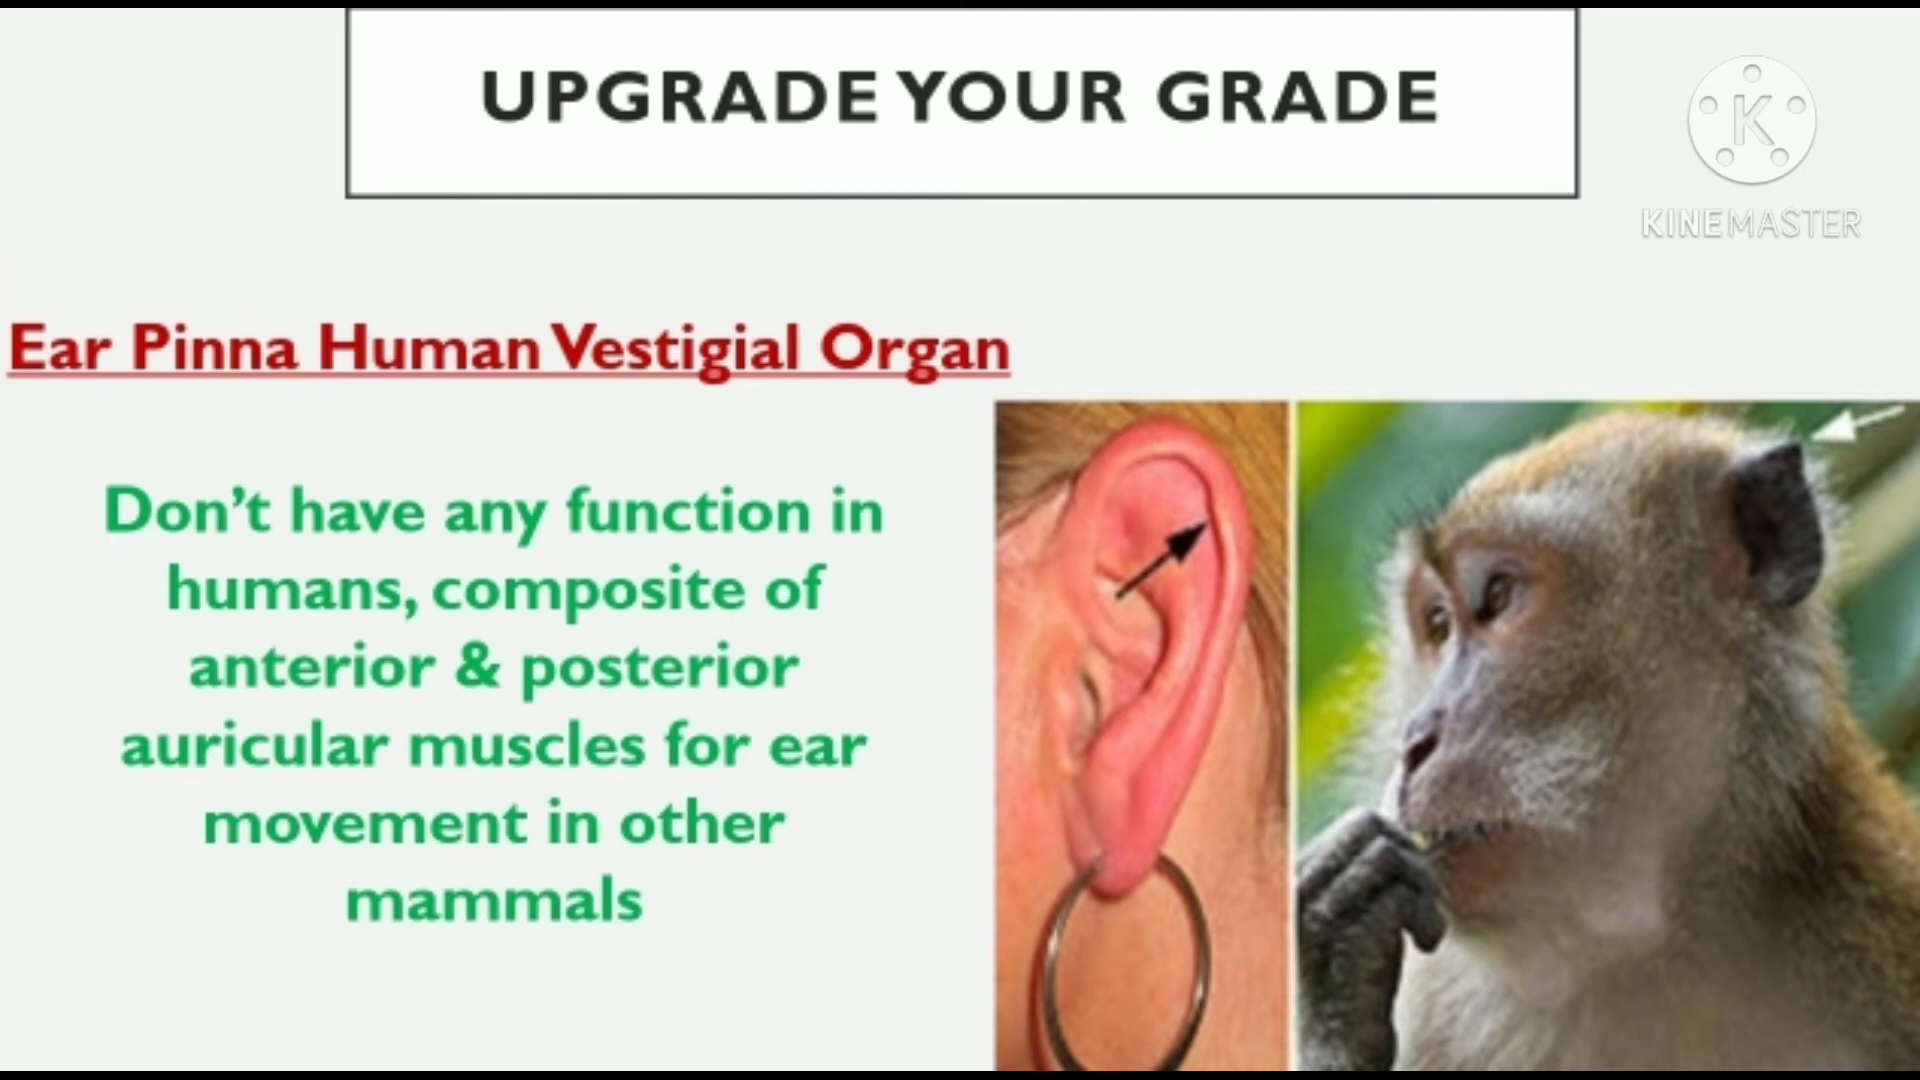 UPGRADE YOUR GRADE
K
KINEMASTER
Ear Pinna Human Vestigial Organ
Don't have any function in
humans, composite of
anterior & posterior
auricular muscles for ear
movement in other
mammals